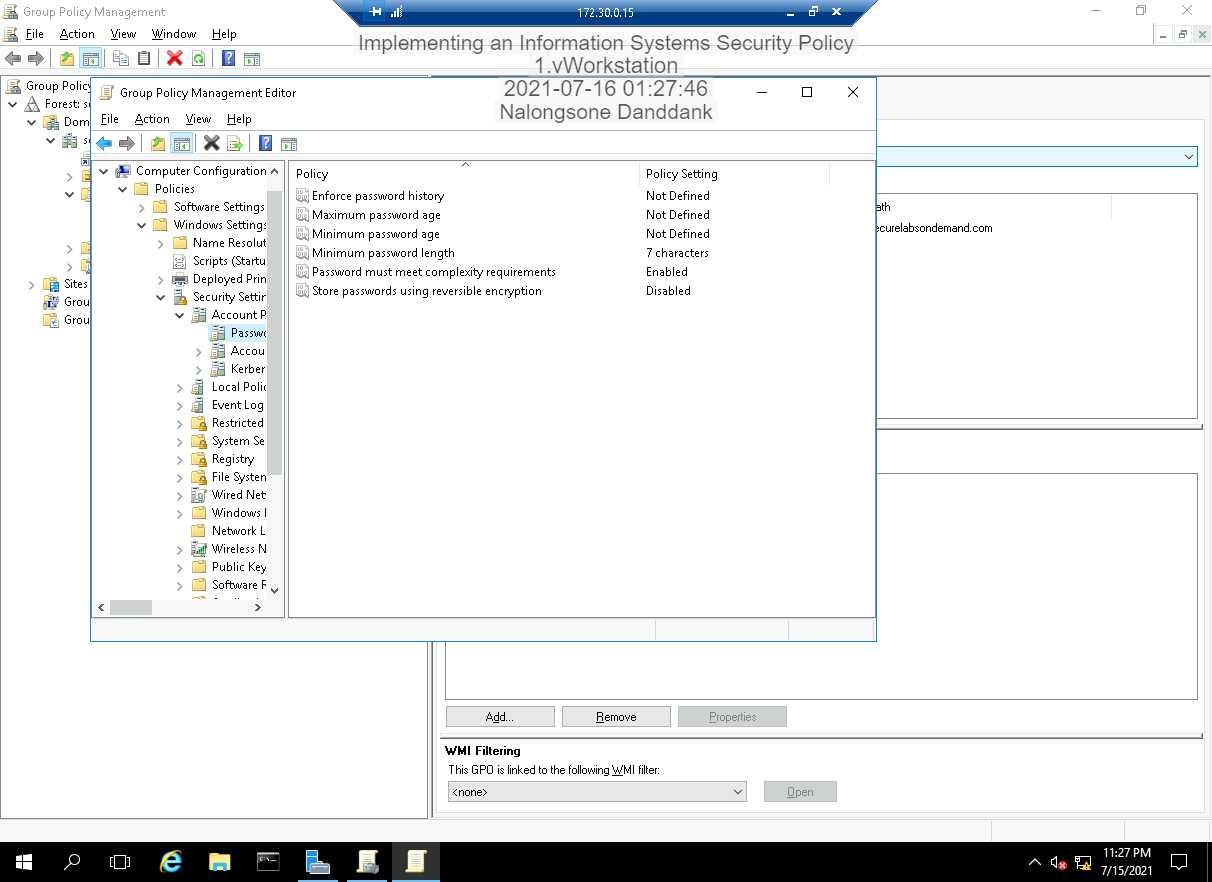 Group Policy Management
172.30.0.15
File Action View Window Help
Implementing an Information Systems Security Policy
1.vWorkstation
2021-07-16 01:27:46
Nalongsone Danddank
Group Policy
Forest: se
Dom
se
Sites
Grou
Grou
Group Policy Management Editor
File Action View Help
Computer Configuration
Policies
Software Settings
Windows Settings
Name Resolut
Scripts (Startu
Deployed Prin
Security Settin
Account P
Passwo
Accou
Kerber
Local Polic
Event Log
Restricted
System Se
Registry
File System
Wired Net
Windows
Network L
Wireless N
Public Key
Software R
Policy Policy Setting
Enforce password history Not Defined
Maximum password age Not Defined
Minimum password age Not Defined
Minimum password length 7 characters
Password must meet complexity requirements Enabled
Store passwords using reversible encryption Disabled
ath
ecurelabsondemand.com
Add... Remove Properties
WMI Filtering
This GPO is linked to the following WMI filter:
<none> Open
11:27 PM
7/15/2021